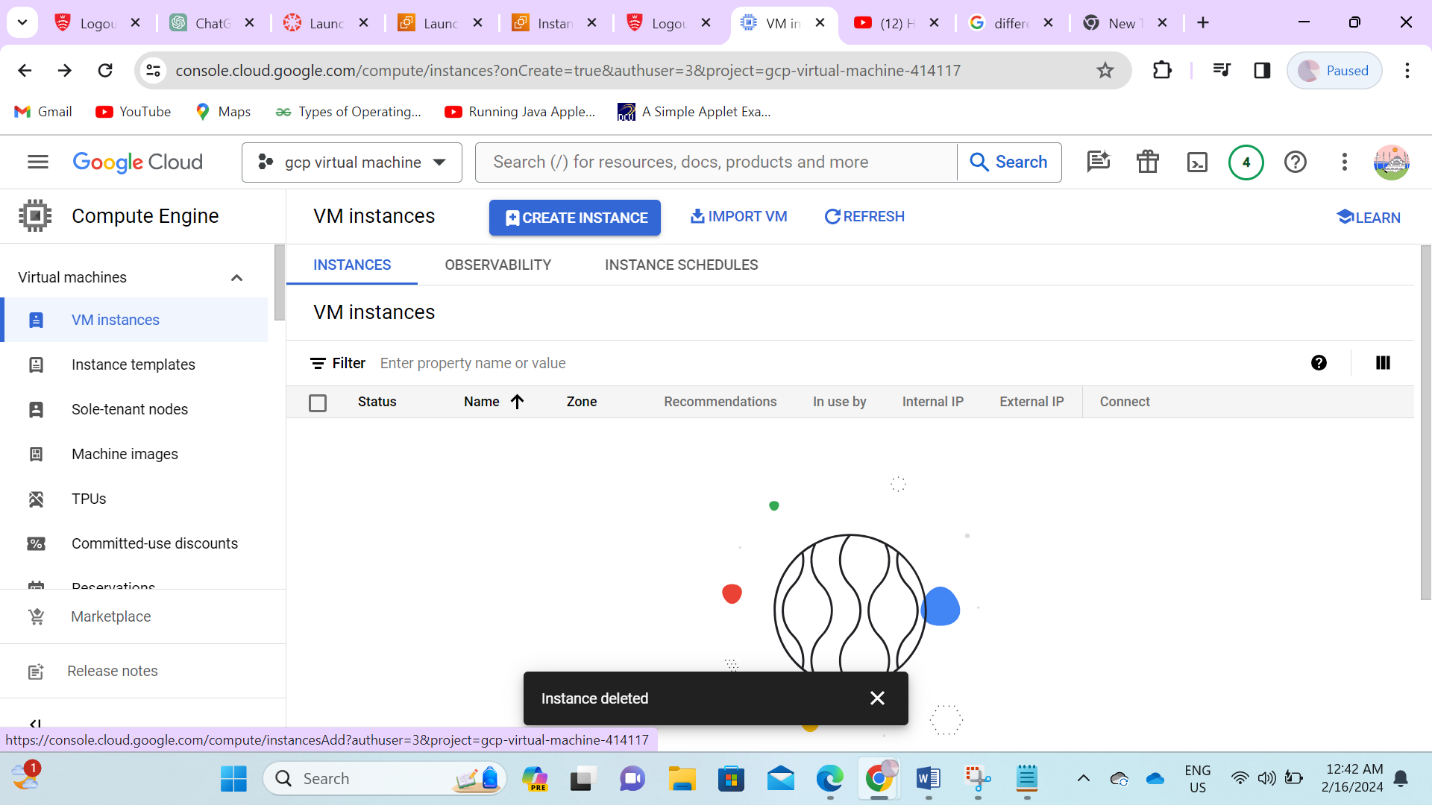 Logou
ChatG
Launc
Launc
Instan
Logou
VM in
(12) H
differe
New T
console.cloud.google.com/compute/instances?onCreate=true&authuser=3&project=gcp-virtual-machine-414117
Paused
Gmail
YouTube
Maps
Types of Operating...
Running Java Apple...
DCU
A Simple Applet Exa...
Google Cloud
gcp virtual machine
Search (/) for resources, docs, products and more
Search
4
Compute Engine
VM instances
CREATE INSTANCE
IMPORT VM
REFRESH
LEARN
Virtual machines
INSTANCES
OBSERVABILITY
INSTANCE SCHEDULES
VM instances
VM instances
Filter
Enter property name or value
Instance templates
Status
Name
Zone
Recommendations
In use by
Internal IP
External IP
Connect
Sole-tenant nodes
Machine images
TPUs
Committed-use discounts
Reservations
Marketplace
Release notes
Instance deleted
https://console.cloud.google.com/compute/instancesAdd?authuser=3&project=gcp-virtual-machine-414117
1
Search
PRE
ENG
US
12:42 AM
2/16/2024